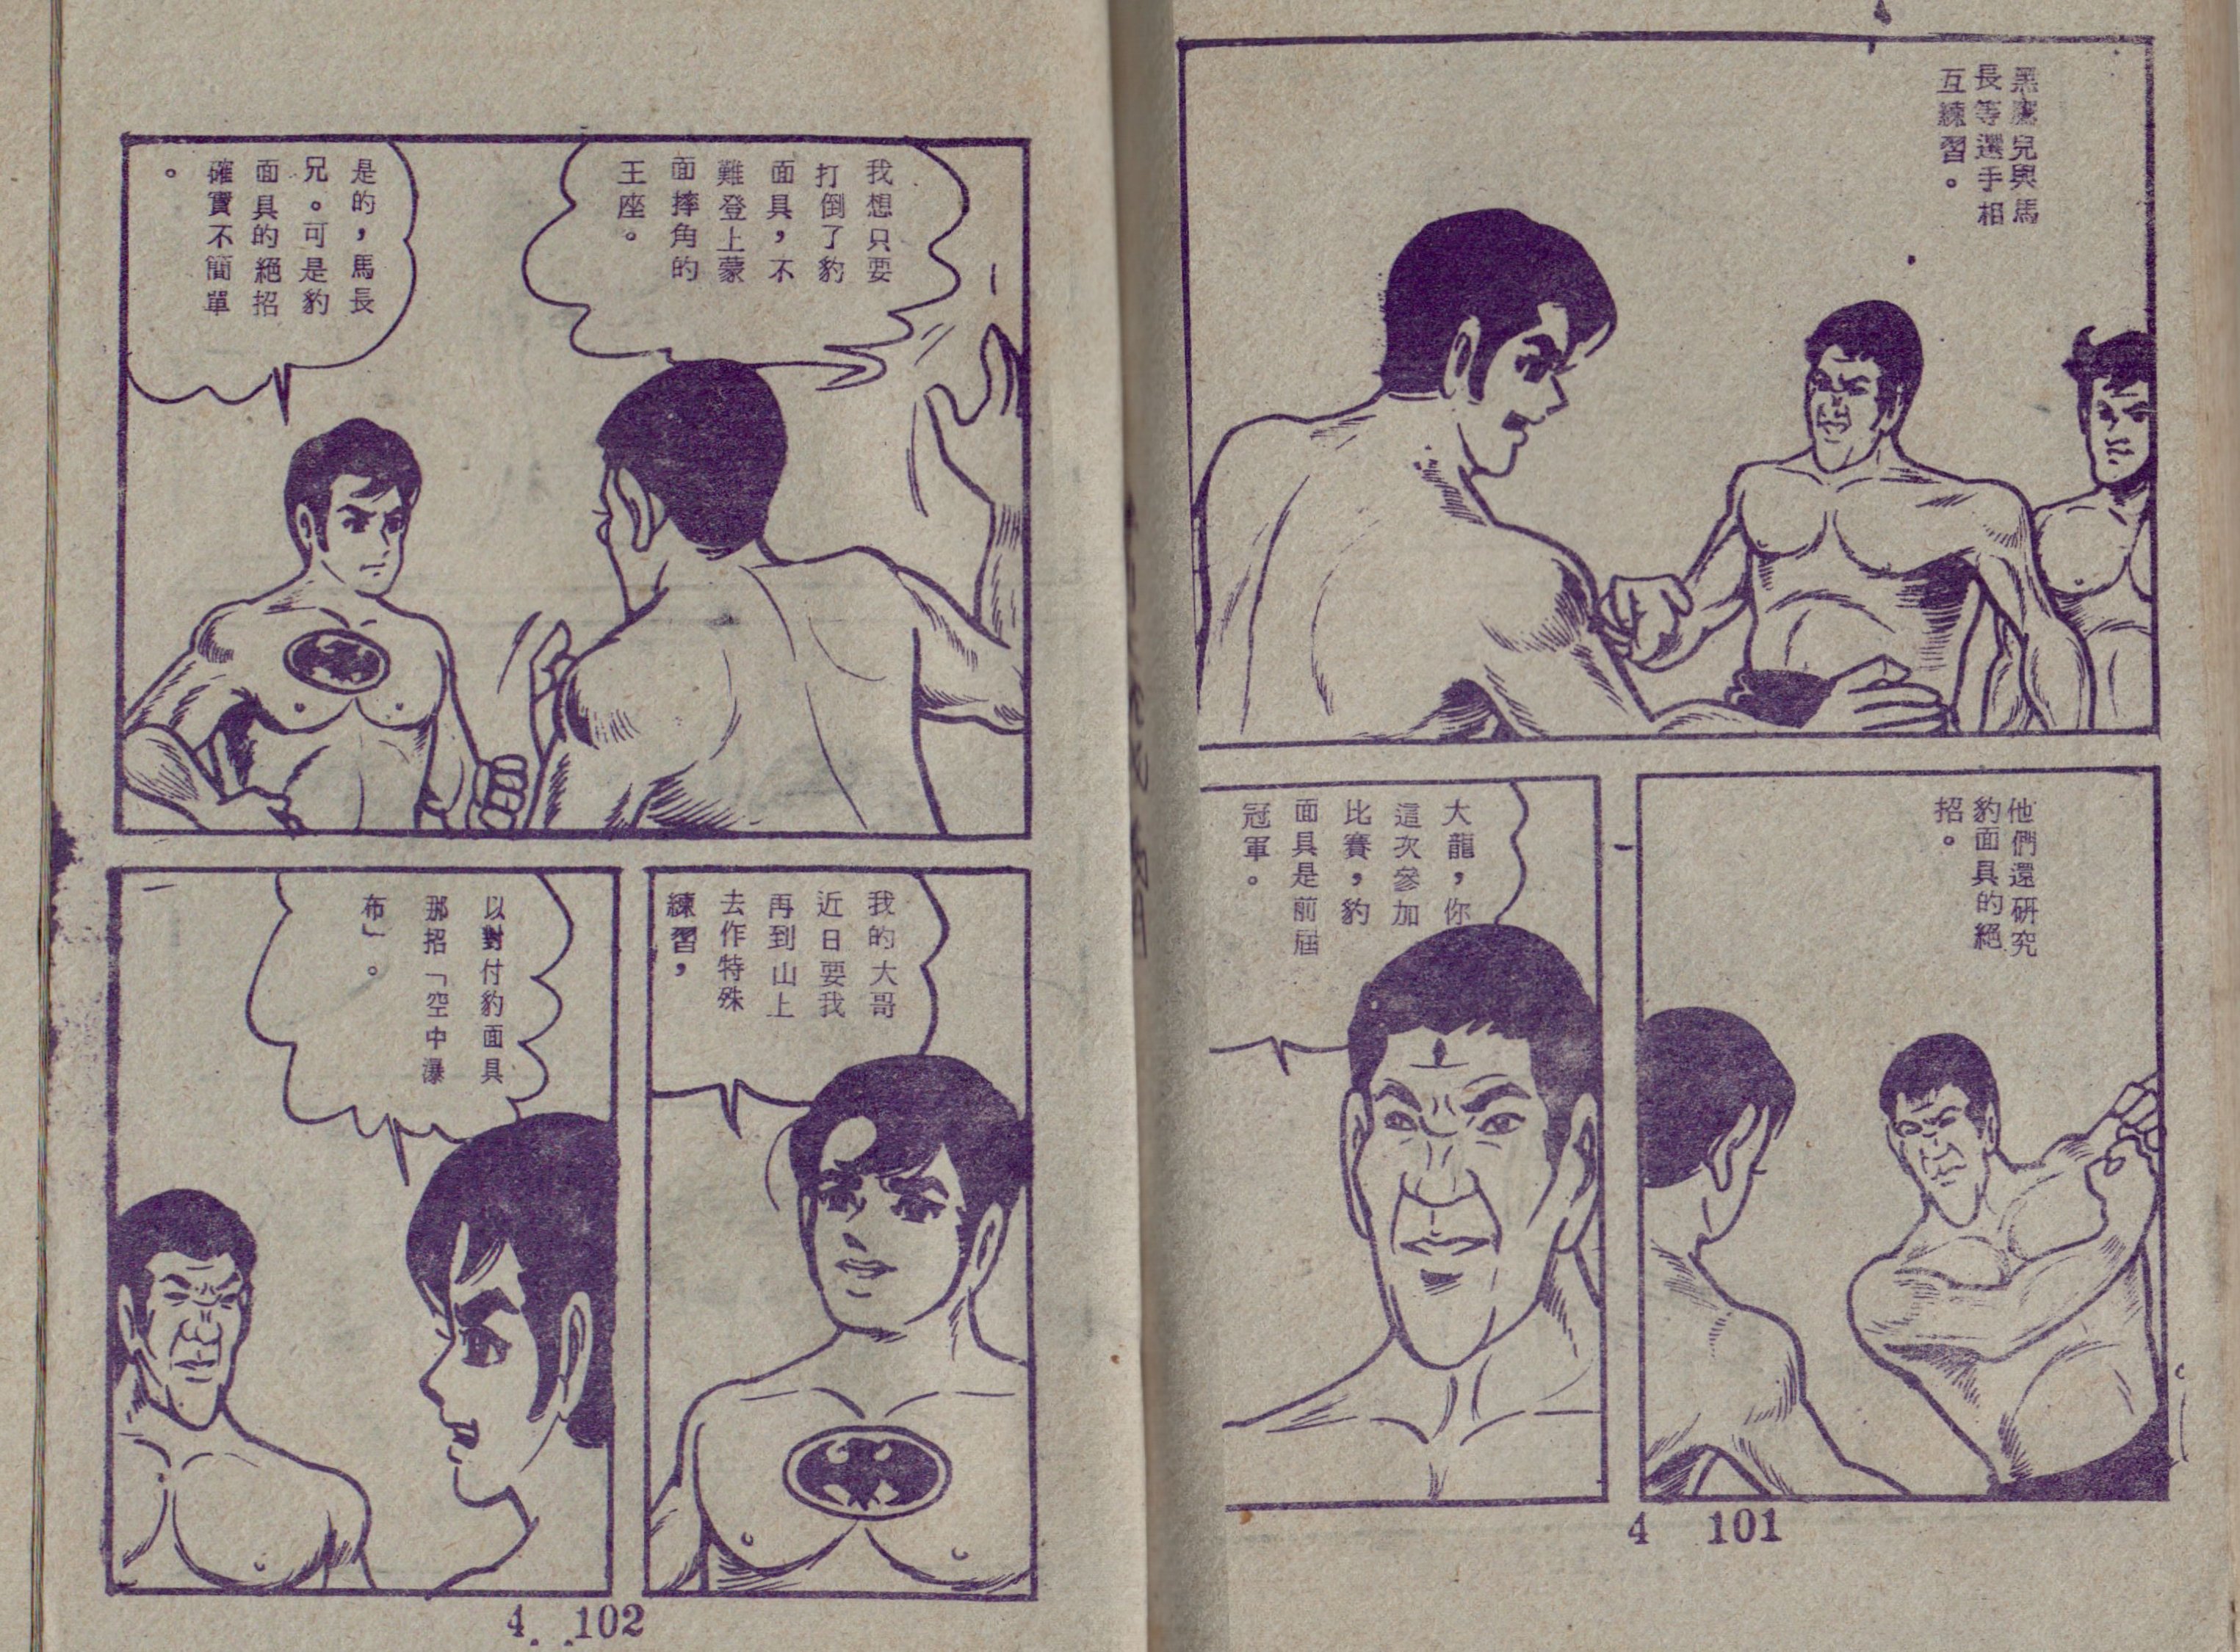 黑鷹兒與馬
長等選手相
互練習。
他們還研究
豹面具的絕
招。
大龍，你
這次參加
比賽，豹
面具是前屆
冠軍。
4 101
我想只要
打倒了豹
面具，不
難登上蒙
面摔角的
王座。
是的，馬長
兄。可是豹
面具的絕招
確實不簡單
。
我的大哥
近日要我
再到山上
去作特殊
練習，
以對付豹面具
那招「空中瀑
布」。
4 102